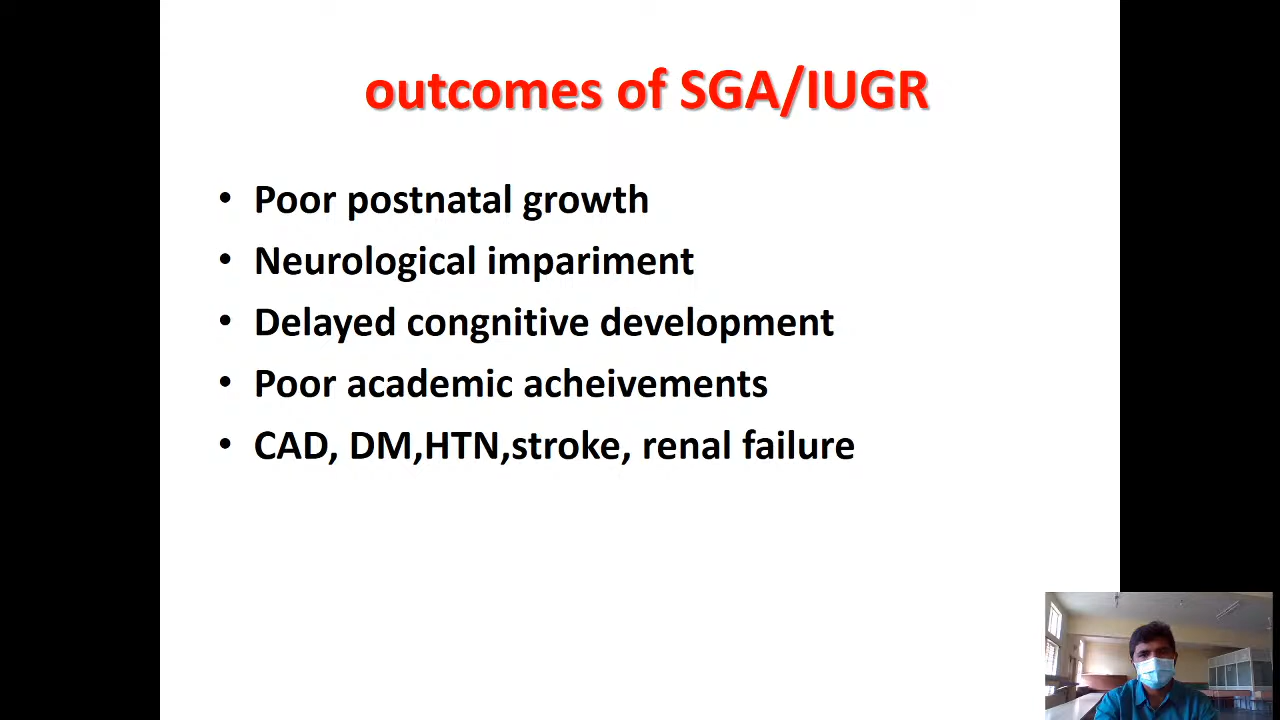 outcomes of SGA/IUGR
• Poor postnatal growth
• Neurological impariment
• Delayed congnitive development
• Poor academic acheivements
• CAD, DM,HTN,stroke, renal failure